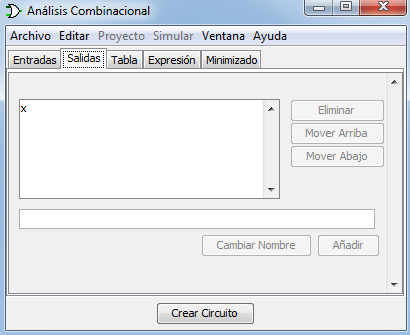 Análisis Combinacional
Archivo Editar Proyecto Simular Ventana Ayuda
Entradas Salidas Tabla Expresión Minimizado
x
Eliminar
Mover Arriba
Mover Abajo
Cambiar Nombre Añadir
Crear Circuito